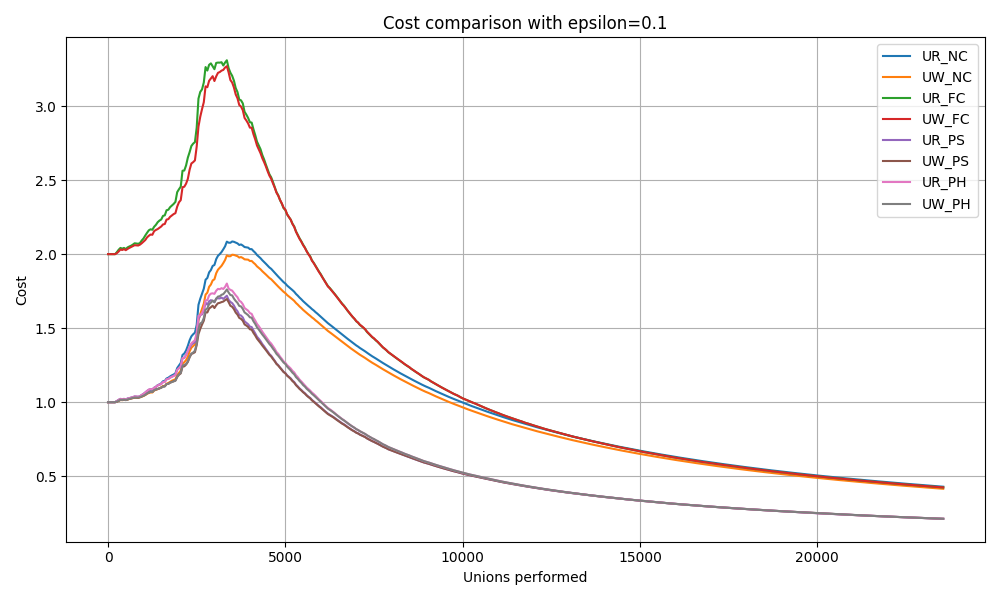 Cost comparison with epsilon=0.1
Cost
3.0
2.5
2.0
1.5
1.0
0.5
0
5000
10000
15000
20000
Unions performed
UR_NC
UW_NC
UR_FC
UW_FC
UR_PS
UW_PS
UR_PH
UW_PH